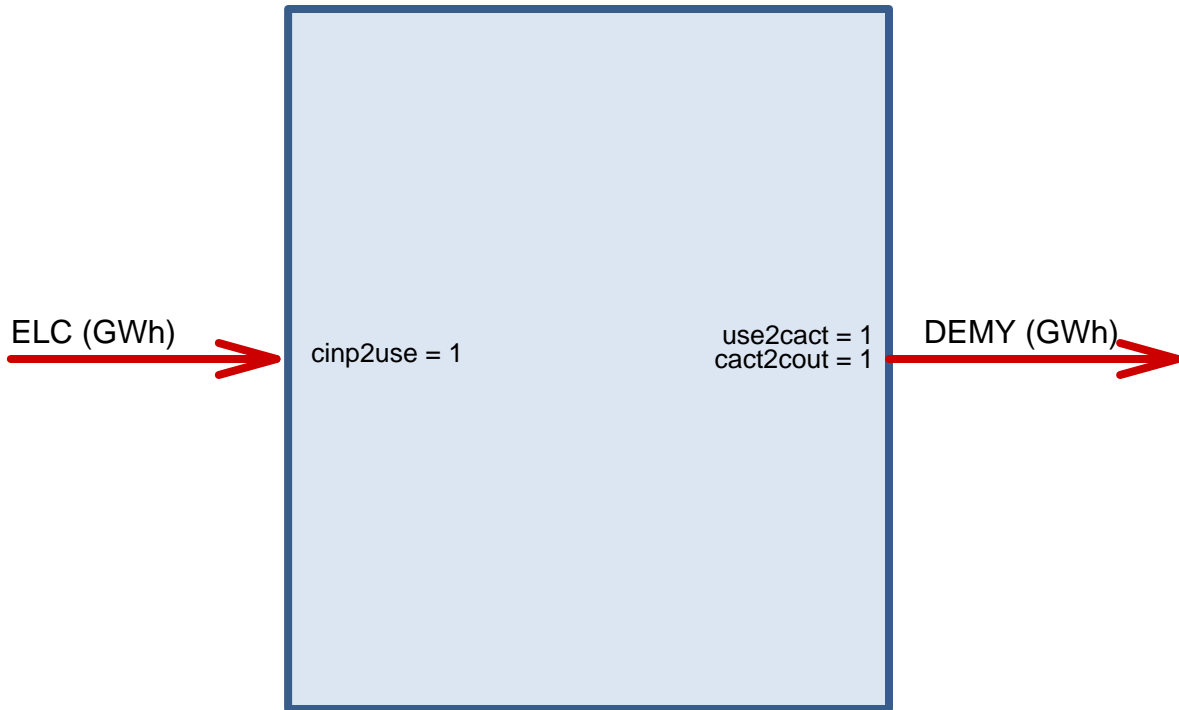 ELC (GWh)
cinp2use = 1
use2cact = 1
cact2cout = 1
DEMY (GWh)